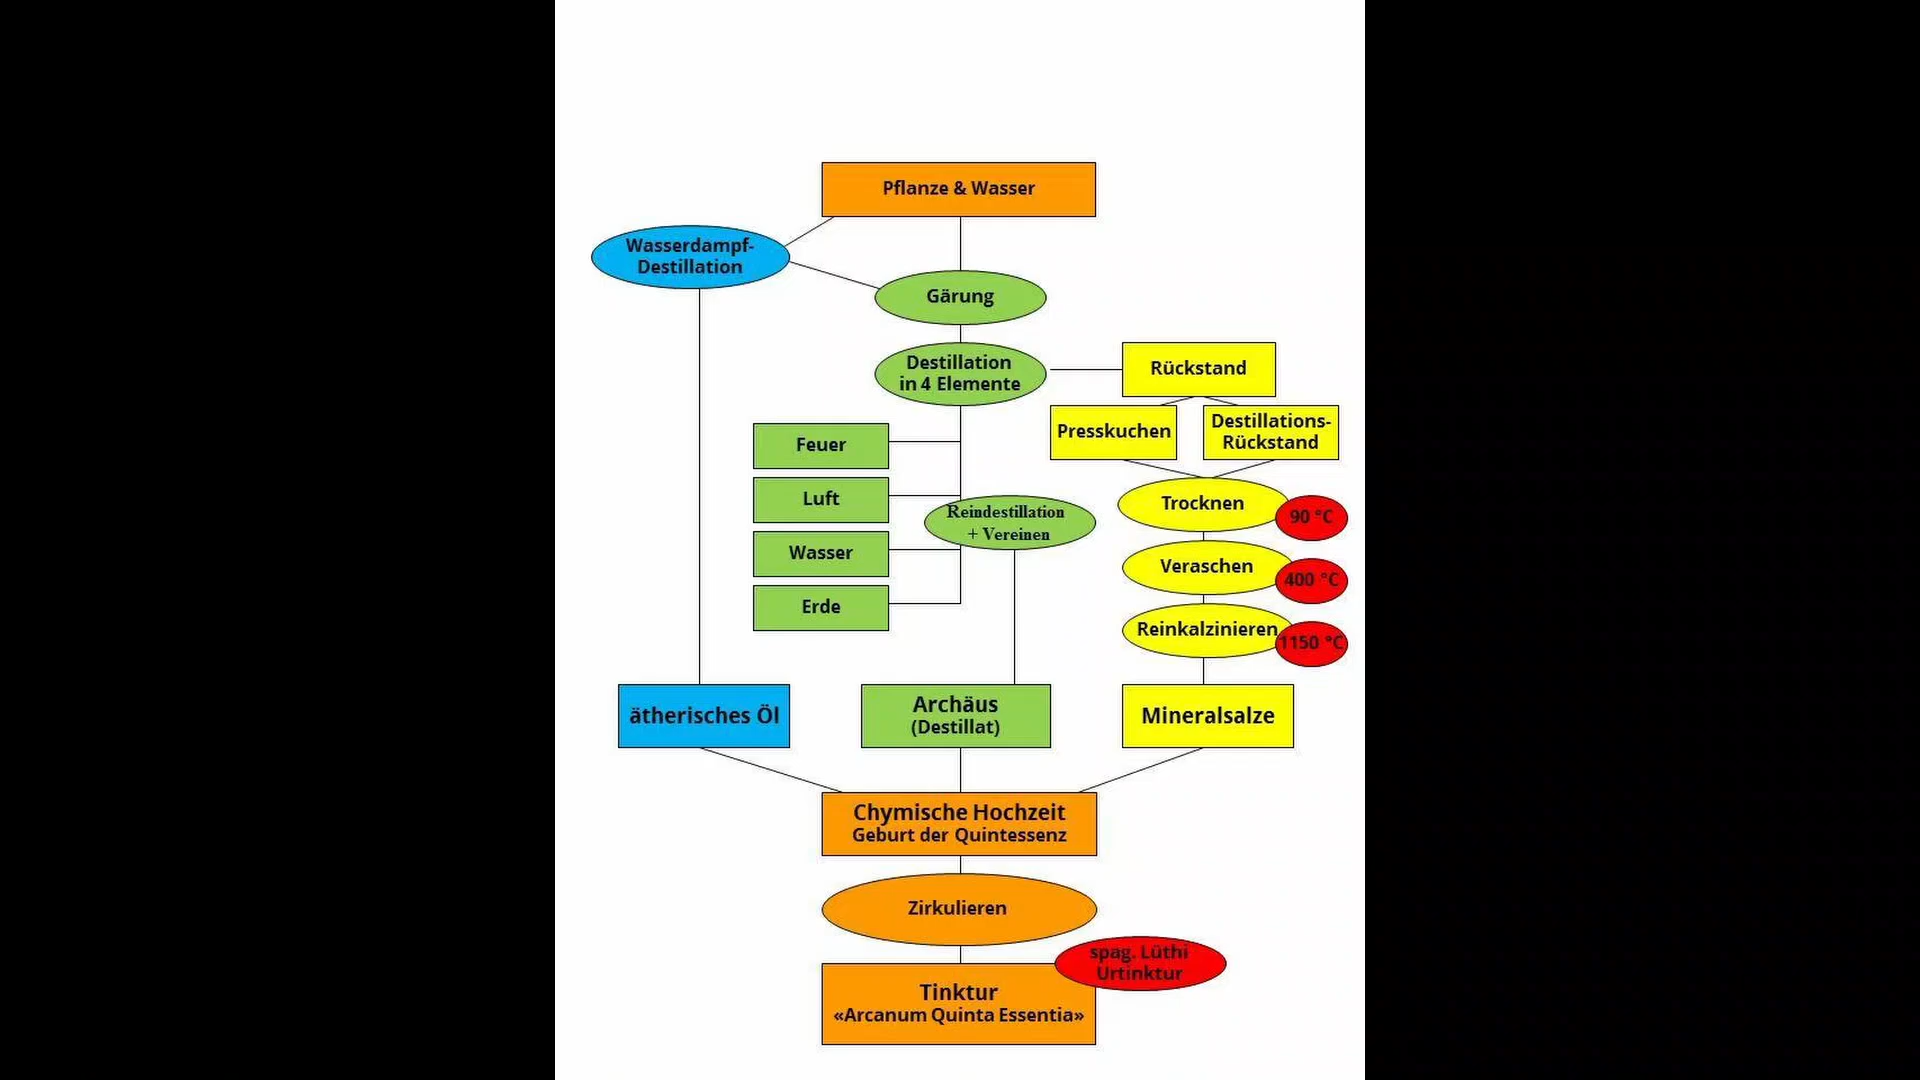 Pflanze & Wasser
Wasserdampf-
Destillation
Gärung
Destillation
in 4 Elemente
Rückstand
Presskuchen
Destillations-
Rückstand
Feuer
Luft
Wasser
Erde
Reindestillation
+ Vereinen
Trocknen
90 °C
Veraschen
400 °C
Reinkalzinieren
1150 °C
ätherisches Öl
Archäus
(Destillat)
Mineralsalze
Chymische Hochzeit
Geburt der Quintessenz
Zirkulieren
spag. Lüthi
Urtinktur
Tinktur
«Arcanum Quinta Essentia»